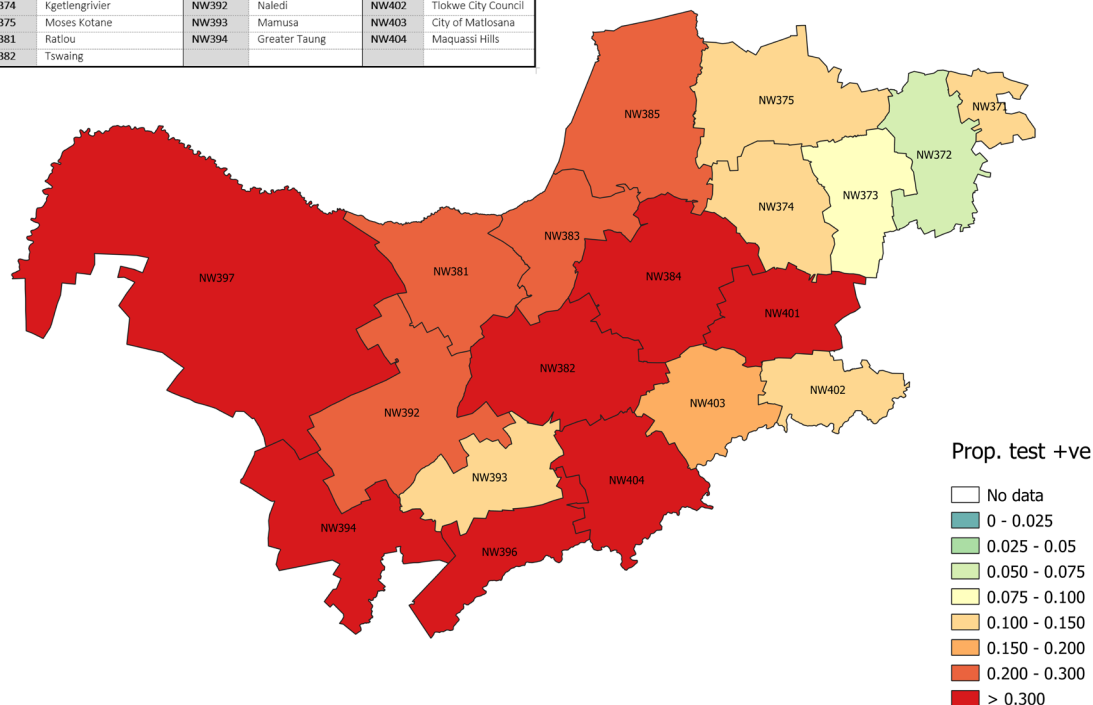 374 Kgetlengrivier NW392 Naledi NW402 Tlokwe City Council
375 Moses Kotane NW393 Mamusa NW403 City of Matlosana
381 Ratlou NW394 Greater Taung NW404 Maquassi Hills
382 Tswaing
NW385
NW375
NW371
NW372
NW373
NW374
NW383
NW381
NW397
NW384
NW401
NW382
NW402
NW403
NW392
NW393
NW404
NW394
NW396
Prop. test +ve
No data
0 - 0.025
0.025 - 0.05
0.050 - 0.075
0.075 - 0.100
0.100 - 0.150
0.150 - 0.200
0.200 - 0.300
> 0.300